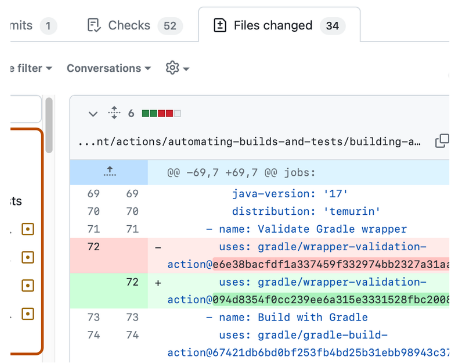 mits 1 Checks 52 Files changed 34
e filter Conversations
6
...nt/actions/automating-builds-and-tests/building-a...
@@ -69,7 +69,7 @@ jobs:
69 69 java-version: '17'
70 70 distribution: 'temurin'
71 71 - name: Validate Gradle wrapper
72 - uses: gradle/wrapper-validation-
action@e6e38bacfdf1a337459f332974bb2327a31aa
72 + uses: gradle/wrapper-validation-
action@094d8354f0cc239ee6a315e3331528fbc2008
73 73 - name: Build with Gradle
74 74 uses: gradle/gradle-build-
action@67421db6bd0bf253fb4bd25b31ebb98943c37
sts